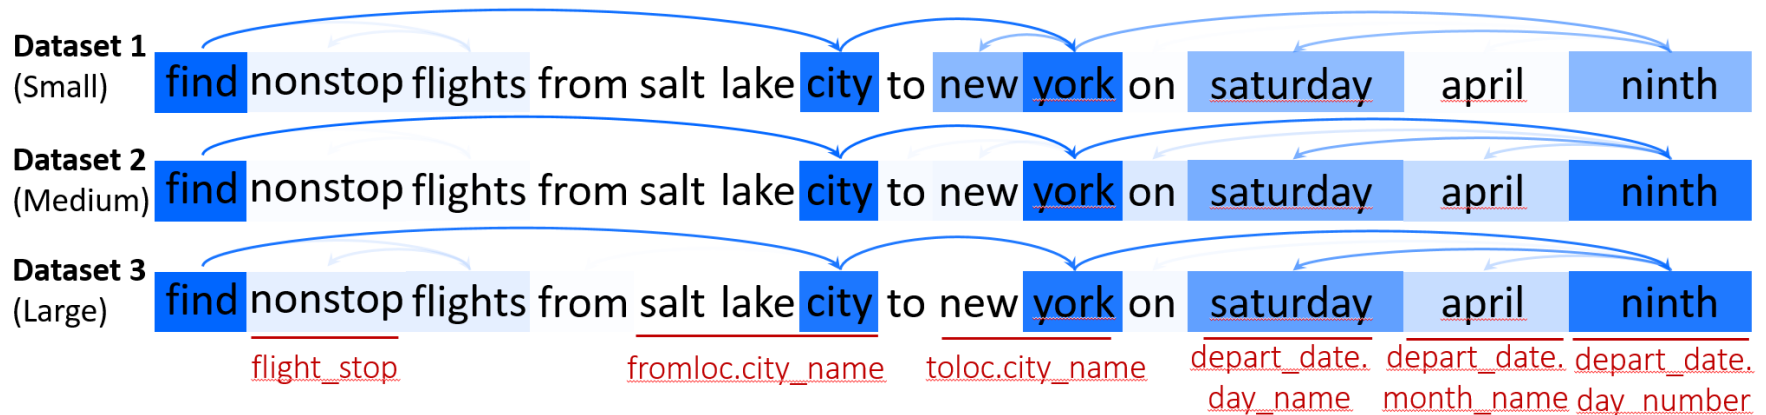 Dataset 1
(Small)
find nonstop flights from salt lake city to new york on saturday april ninth
Dataset 2
(Medium)
find nonstop flights from salt lake city to new york on saturday april ninth
Dataset 3
(Large)
find nonstop flights from salt lake city to new york on saturday april ninth
flight_stop
fromloc.city_name
toloc.city_name
depart_date.
day_name
depart_date.
month_name
depart_date.
day_number